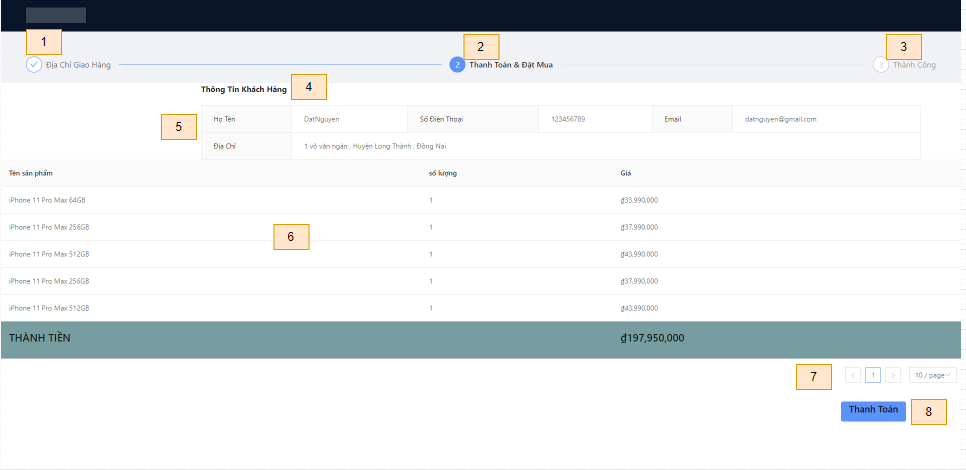 1
2
3
Địa Chỉ Giao Hàng
2
Thanh Toán & Đặt Mua
3
Thành Công
Thông Tin Khách Hàng
4
5
Họ Tên
DatNguyen
Số Điện Thoại
123456789
Email
datnguyen@gmail.com
Địa Chỉ
1 võ văn ngân , Huyện Long Thành , Đồng Nai
Tên sản phẩm
số lượng
Giá
iPhone 11 Pro Max 64GB
1
₫33,990,000
iPhone 11 Pro Max 256GB
1
₫37,990,000
6
iPhone 11 Pro Max 512GB
1
₫43,990,000
iPhone 11 Pro Max 256GB
1
₫37,990,000
iPhone 11 Pro Max 512GB
1
₫43,990,000
THÀNH TIỀN
₫197,950,000
7
<
1
>
10 / page
Thanh Toán
8